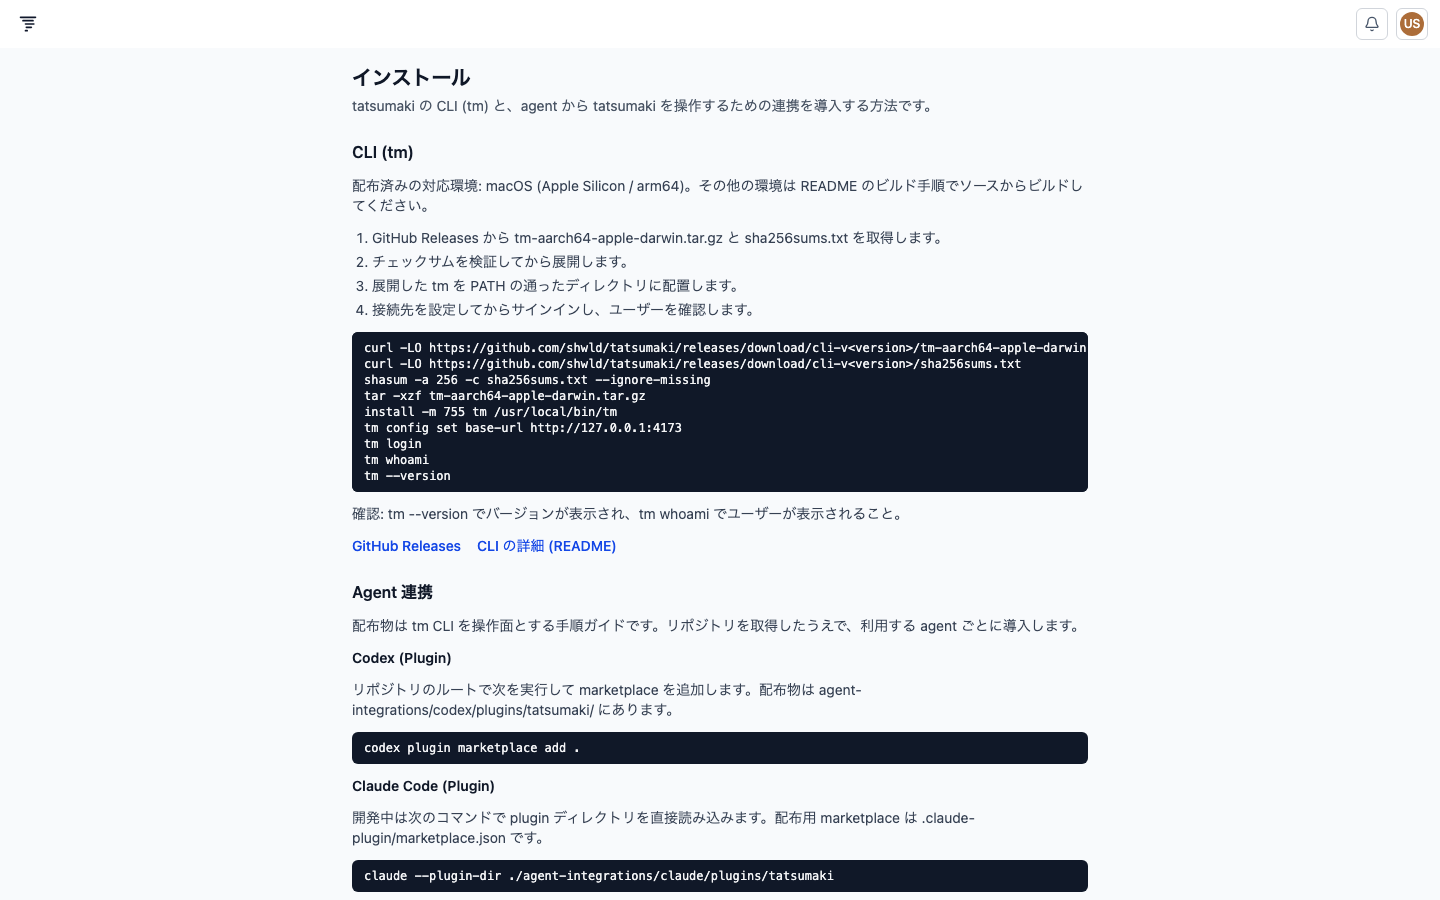 US
インストール
tatsumaki の CLI (tm) と、agent から tatsumaki を操作するための連携を導入する方法です。
CLI (tm)
配布済みの対応環境: macOS (Apple Silicon / arm64)。その他の環境は README のビルド手順でソースからビルドし
てください。
1. GitHub Releases から tm-aarch64-apple-darwin.tar.gz と sha256sums.txt を取得します。
2. チェックサムを検証してから展開します。
3. 展開した tm を PATH の通ったディレクトリに配置します。
4. 接続先を設定してからサインインし、ユーザーを確認します。
curl -LO https://github.com/shwld/tatsumaki/releases/download/cli-v<version>/tm-aarch64-apple-darwin
curl -LO https://github.com/shwld/tatsumaki/releases/download/cli-v<version>/sha256sums.txt
shasum -a 256 -c sha256sums.txt --ignore-missing
tar -xzf tm-aarch64-apple-darwin.tar.gz
install -m 755 tm /usr/local/bin/tm
tm config set base-url http://127.0.0.1:4173
tm login
tm whoami
tm --version
確認: tm --version でバージョンが表示され、tm whoami でユーザーが表示されること。
GitHub Releases CLI の詳細 (README)
Agent 連携
配布物は tm CLI を操作面とする手順ガイドです。リポジトリを取得したうえで、利用する agent ごとに導入します。
Codex (Plugin)
リポジトリのルートで次を実行して marketplace を追加します。配布物は agent-
integrations/codex/plugins/tatsumaki/ にあります。
codex plugin marketplace add .
Claude Code (Plugin)
開発中は次のコマンドで plugin ディレクトリを直接読み込みます。配布用 marketplace は .claude-
plugin/marketplace.json です。
claude --plugin-dir ./agent-integrations/claude/plugins/tatsumaki